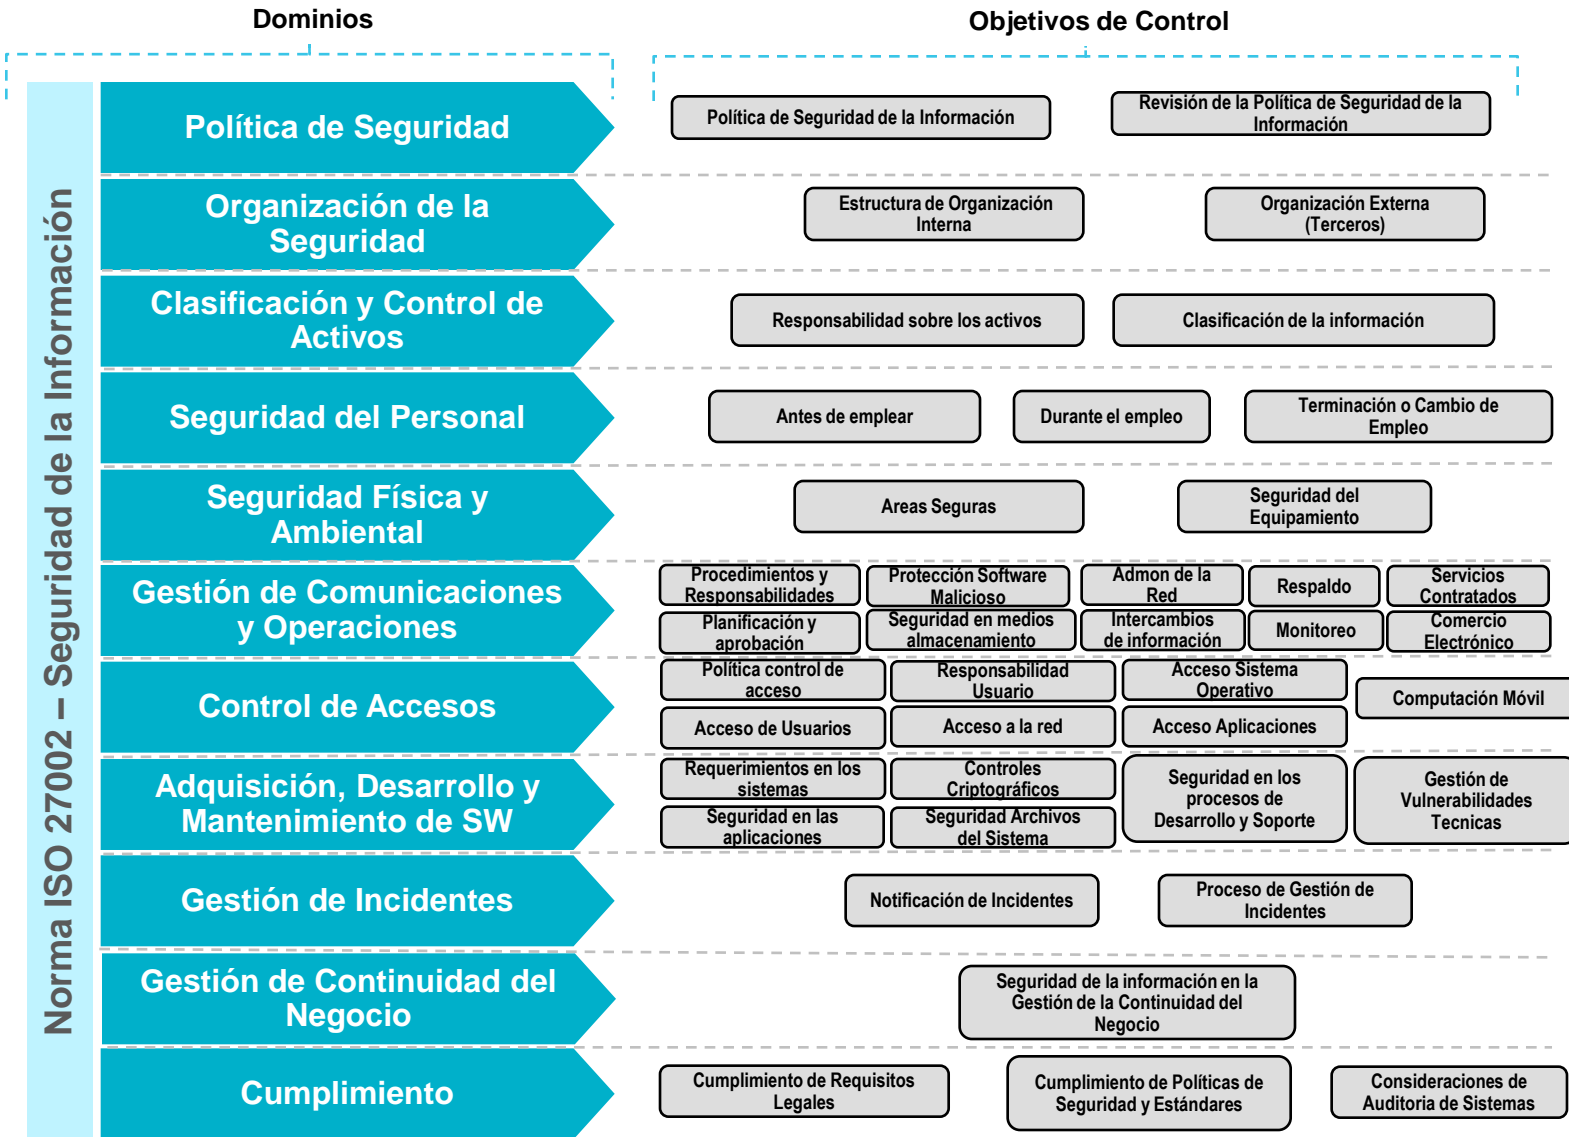 Dominios
Objetivos de Control
Norma ISO 27002 – Seguridad de la Información
Política de Seguridad
Política de Seguridad de la Información
Revisión de la Política de Seguridad de la
Información
Organización de la
Seguridad
Estructura de Organización
Interna
Organización Externa
(Terceros)
Clasificación y Control de
Activos
Responsabilidad sobre los activos
Clasificación de la información
Seguridad del Personal
Antes de emplear
Durante el empleo
Terminación o Cambio de
Empleo
Seguridad Física y
Ambiental
Areas Seguras
Seguridad del
Equipamiento
Gestión de Comunicaciones
y Operaciones
Procedimientos y
Responsabilidades
Protección Software
Malicioso
Admon de la
Red
Respaldo
Servicios
Contratados
Planificación y
aprobación
Seguridad en medios
almacenamiento
Intercambios
de información
Monitoreo
Comercio
Electrónico
Control de Accesos
Política control de
acceso
Responsabilidad
Usuario
Acceso Sistema
Operativo
Computación Móvil
Acceso de Usuarios
Acceso a la red
Acceso Aplicaciones
Adquisición, Desarrollo y
Mantenimiento de SW
Requerimientos en los
sistemas
Controles
Criptográficos
Seguridad en los
procesos de
Desarrollo y Soporte
Gestión de
Vulnerabilidades
Tecnicas
Seguridad en las
aplicaciones
Seguridad Archivos
del Sistema
Gestión de Incidentes
Notificación de Incidentes
Proceso de Gestión de
Incidentes
Gestión de Continuidad del
Negocio
Seguridad de la información en la
Gestión de la Continuidad del
Negocio
Cumplimiento
Cumplimiento de Requisitos
Legales
Cumplimiento de Políticas de
Seguridad y Estándares
Consideraciones de
Auditoria de Sistemas